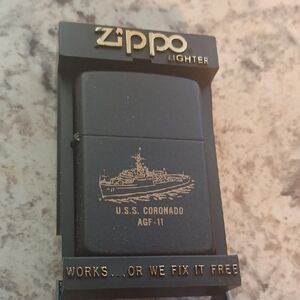 Zippo
LIGHTER
U.S.S. CORONADO
AGF-11
WORKS...OR WE FIX IT FREE